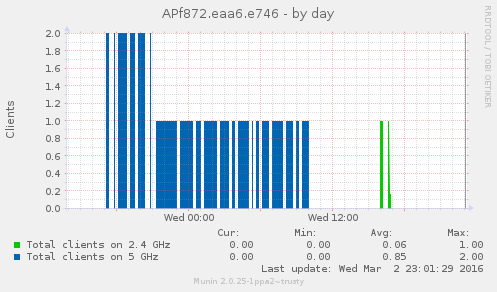 APf872.eaa6.e746 - by day
RRDTOOL / TOBI OETIKER
Clients
2.0
1.8
1.6
1.4
1.2
1.0
0.8
0.6
0.4
0.2
0.0
Wed 00:00 Wed 12:00
Cur: Min: Avg: Max:
Total clients on 2.4 GHz 0.00 0.00 0.06 1.00
Total clients on 5 GHz 0.00 0.00 0.85 2.00
Last update: Wed Mar 2 23:01:29 2016
Munin 2.0.25-1ppa2~trusty